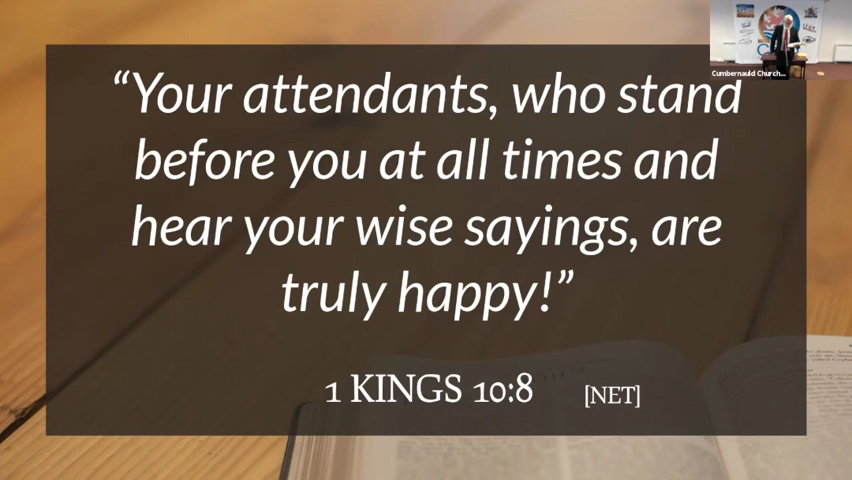 Cumbernauld Church...
“Your attendants, who stand
before you at all times and
hear your wise sayings, are
truly happy!”
1 KINGS 10:8 [NET]